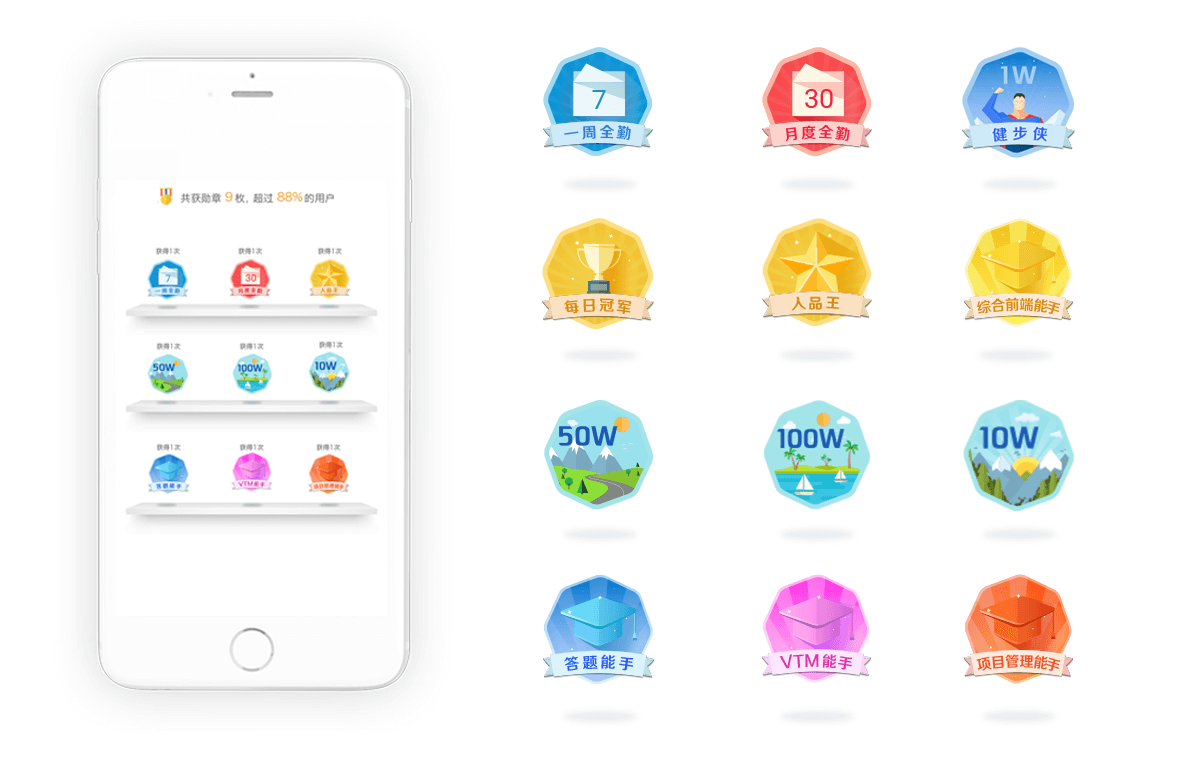 共获勋章 9 枚, 超过 88% 的用户
获得1次
获得1次
获得1次
7
一周全勤
30
月度全勤
人品王
获得1次
获得1次
获得1次
50W
100W
10W
获得1次
获得1次
获得1次
答题能手
VTM能手
项目管理能手
7
一周全勤
30
月度全勤
1W
健步侠
每日冠军
人品王
综合前端能手
50W
100W
10W
答题能手
VTM能手
项目管理能手